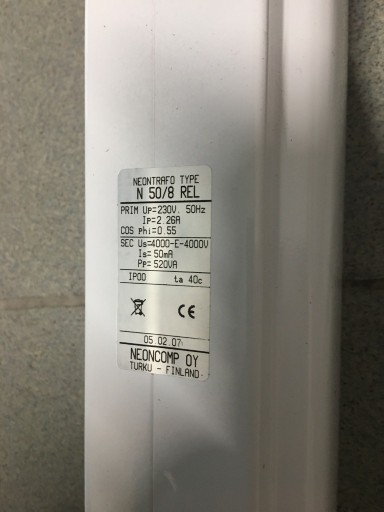 NEONTRAFO TYPE
N 50/8 REL
PRIM Up=230V. 50Hz
Ip=2.26A
COS Phi=0.55
SEC Us=4000-E-4000V
Is= 50mA
Pp= 520VA
IP00 ta 40c
CE
05.02.07
NEONCOMP OY
TURKU - FINLAND